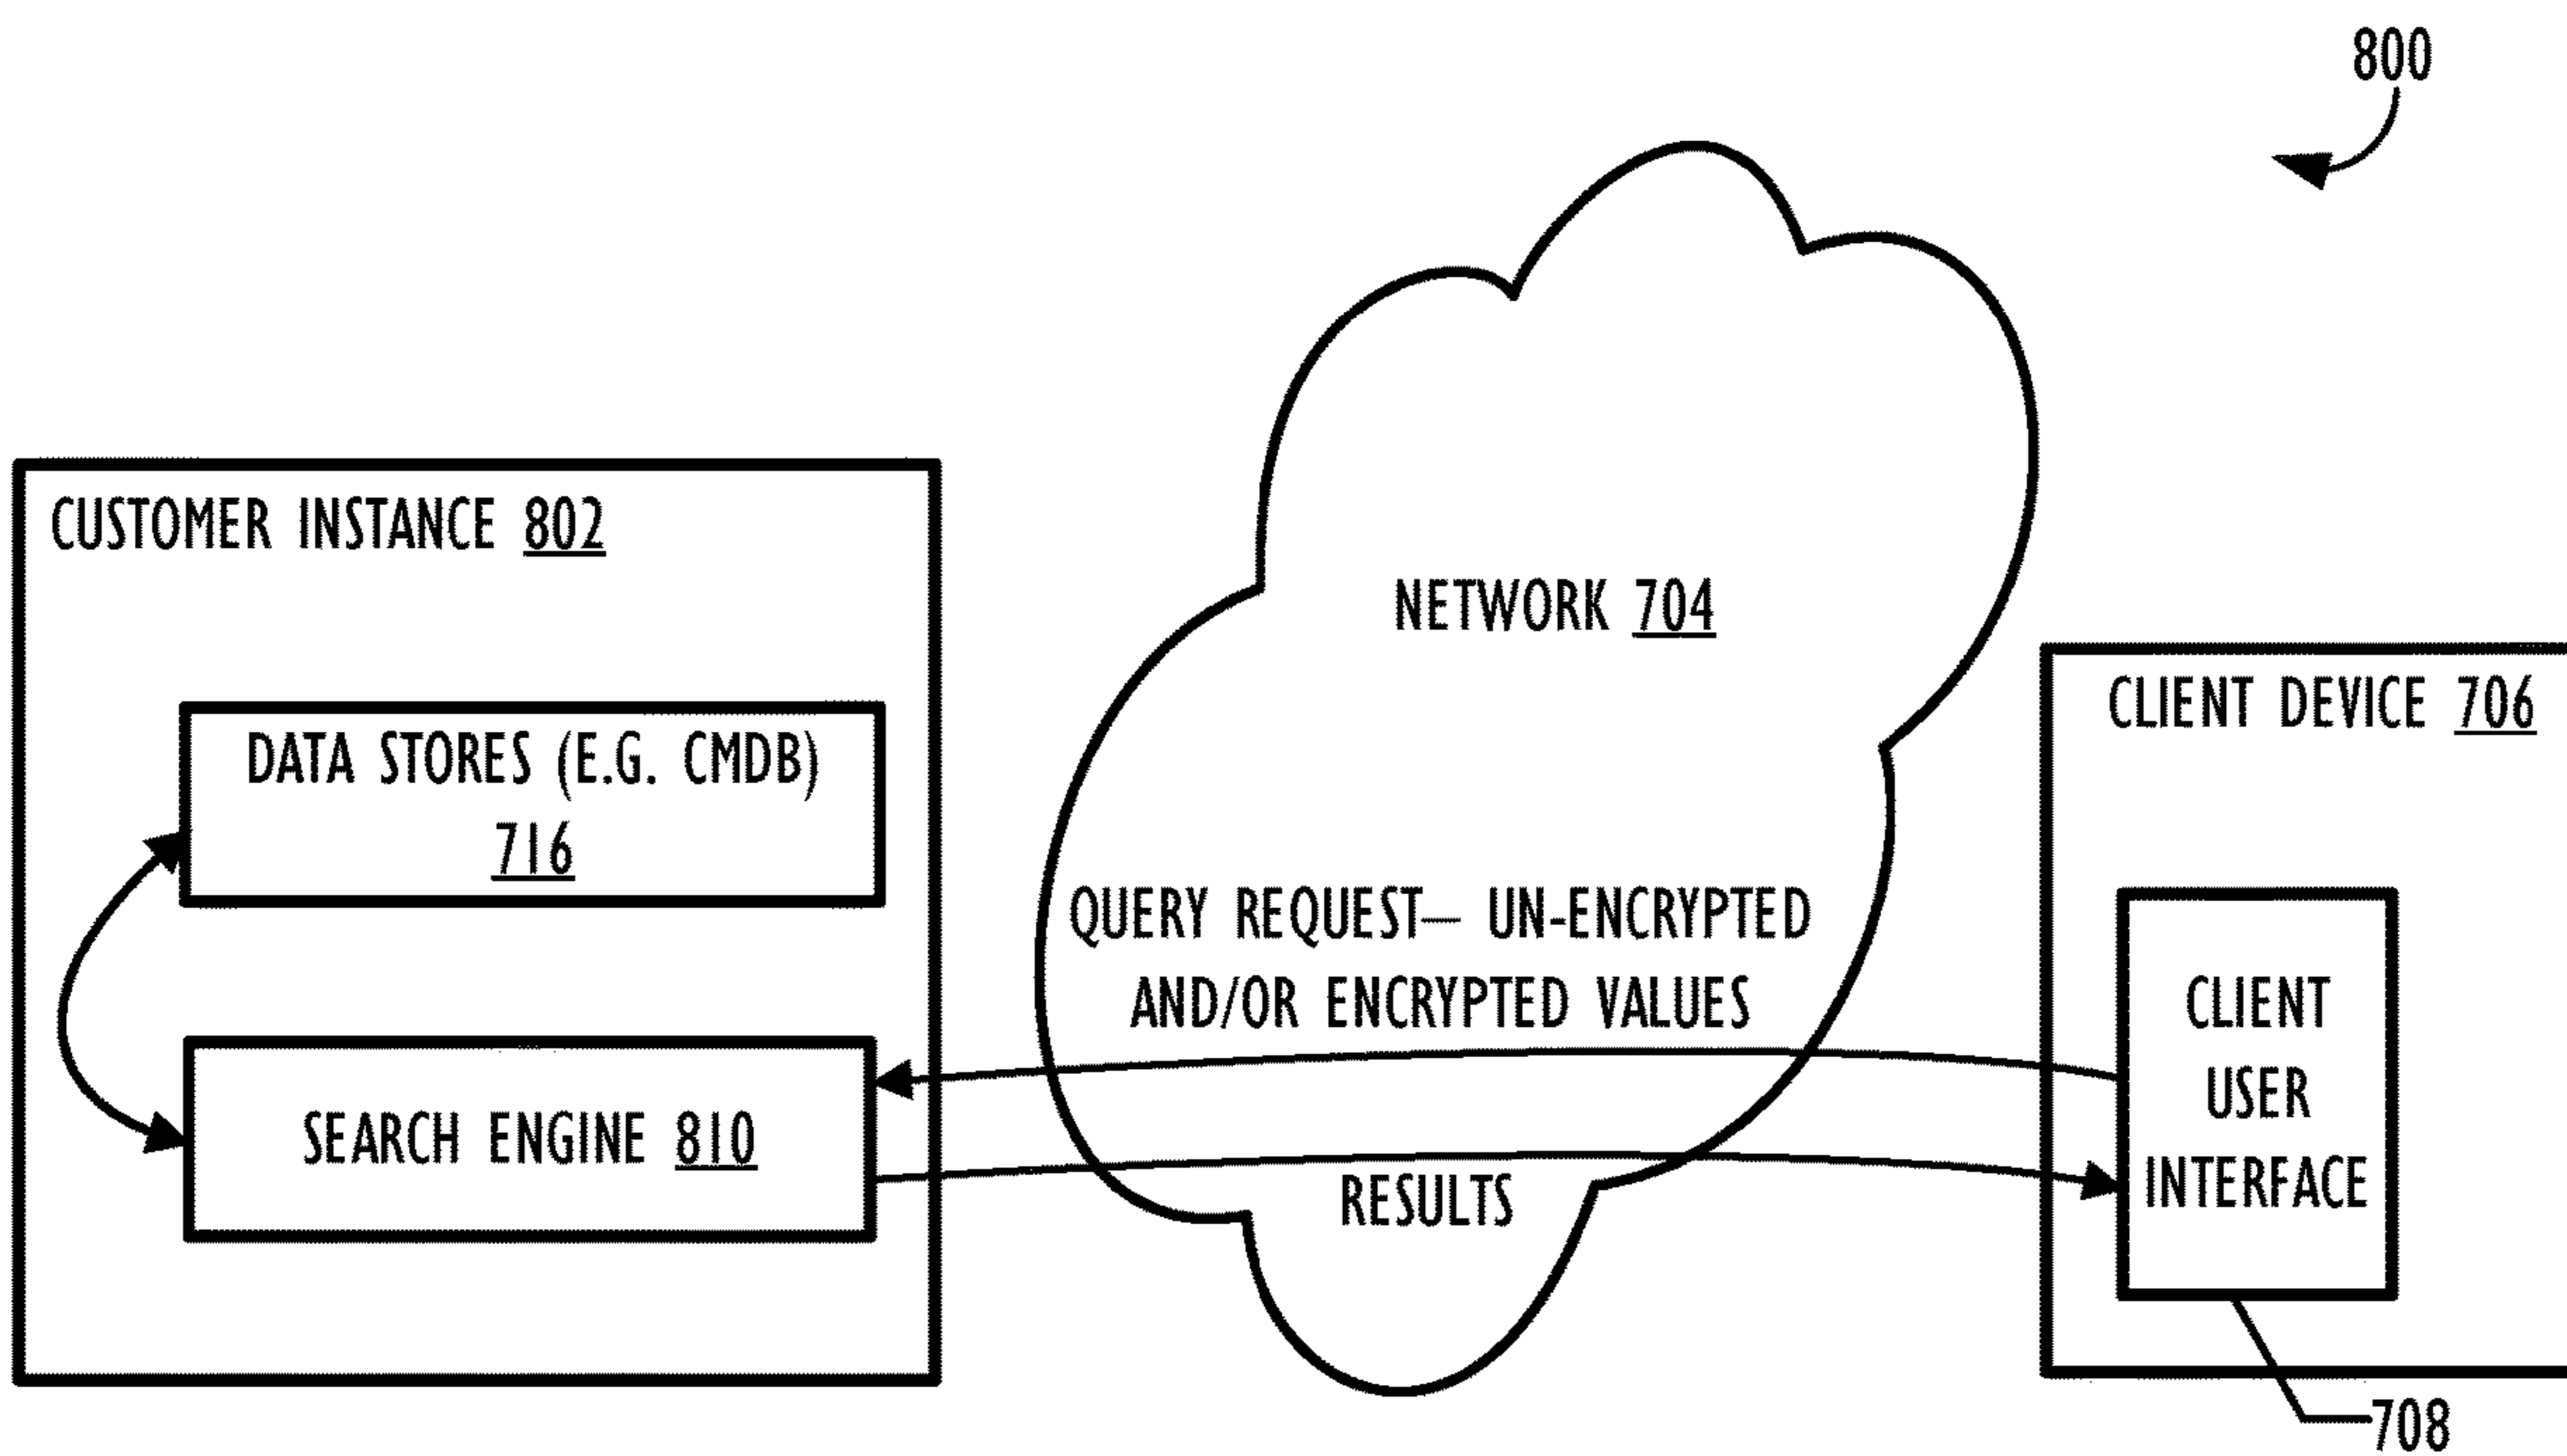 800
CUSTOMER INSTANCE 802
DATA STORES (E.G. CMDB)
716
SEARCH ENGINE 810
NETWORK 704
QUERY REQUEST— UN-ENCRYPTED
AND/OR ENCRYPTED VALUES
RESULTS
CLIENT DEVICE 706
CLIENT
USER
INTERFACE
708